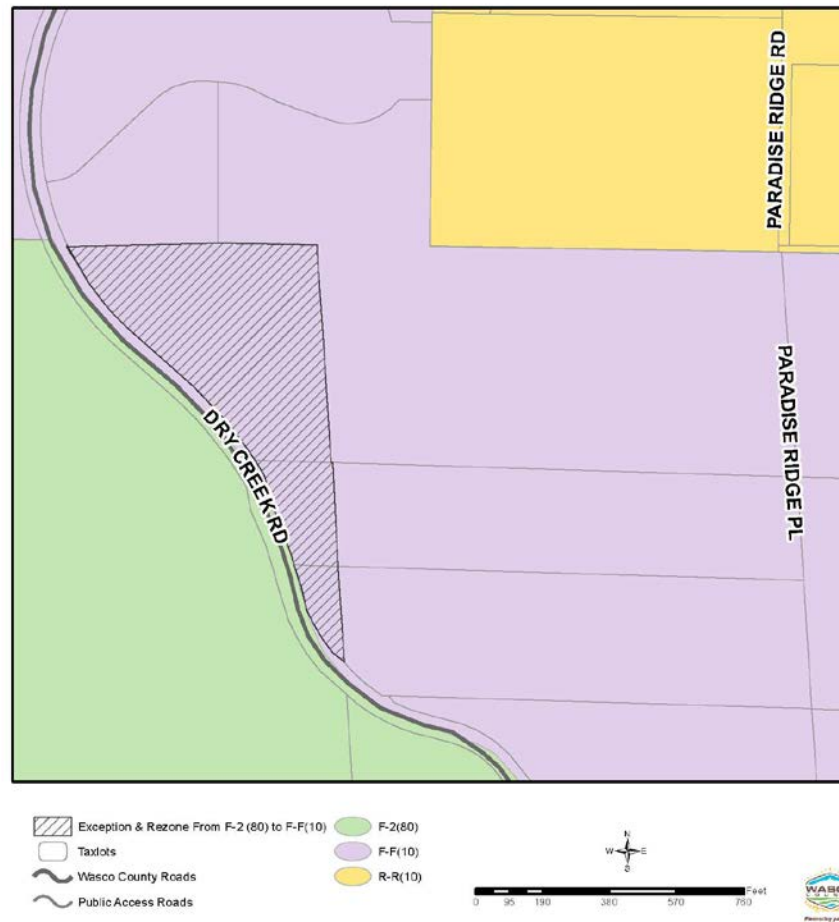 PARADISE RIDGE RD
PARADISE RIDGE PL
DRY CREEK RD
Exception & Rezone From F-2 (80) to F-F(10)
Taxlots
Wasco County Roads
Public Access Roads
F-2(80)
F-F(10)
R-R(10)
N
W E
S
Feet
0 95 190 380 570 760